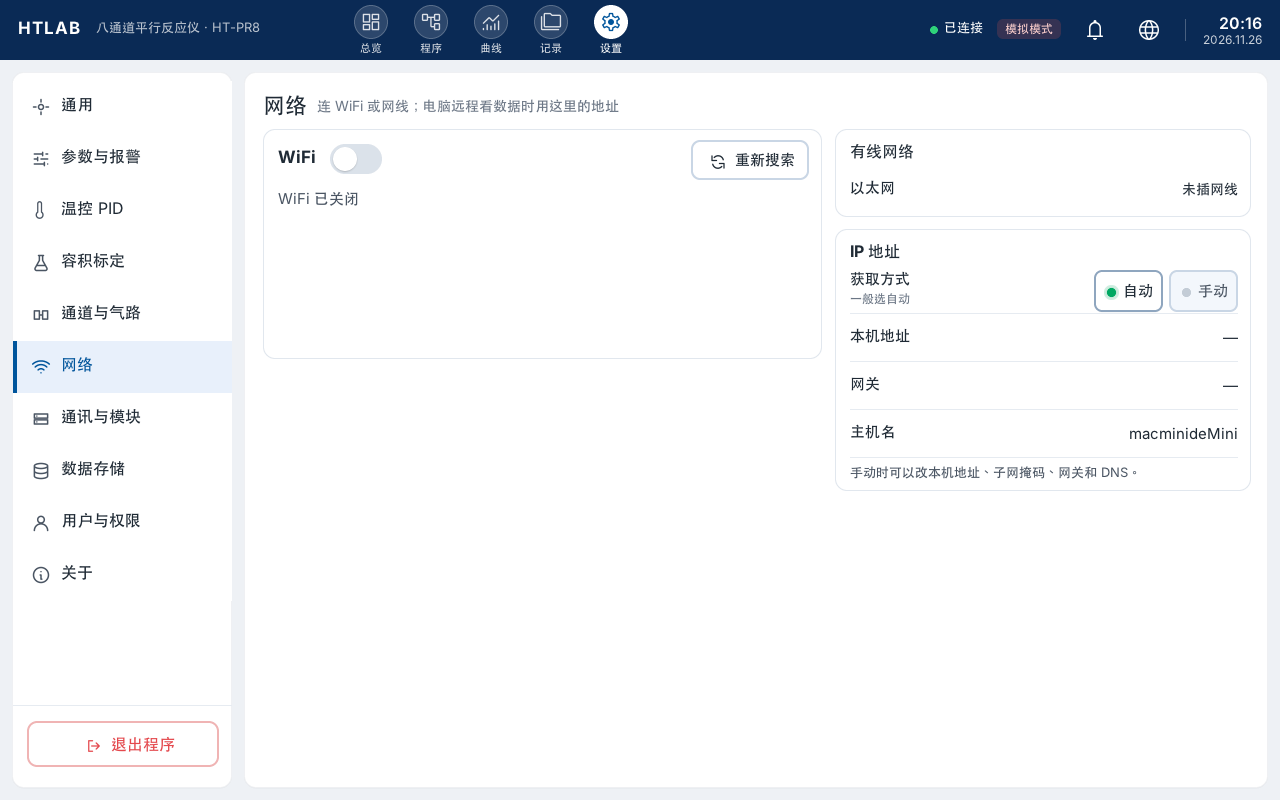 HTLAB 八通道平行反应仪 · HT-PR8
总览 程序 曲线 记录 设置
已连接 模拟模式
20:16
2026.11.26
通用
参数与报警
温控 PID
容积标定
通道与气路
网络
通讯与模块
数据存储
用户与权限
关于
退出程序
网络 连 WiFi 或网线；电脑远程看数据时用这里的地址
WiFi 重新搜索
WiFi 已关闭
有线网络
以太网 未插网线
IP 地址
获取方式
一般选自动
自动 手动
本机地址 —
网关 —
主机名 macminideMini
手动时可以改本机地址、子网掩码、网关和 DNS。